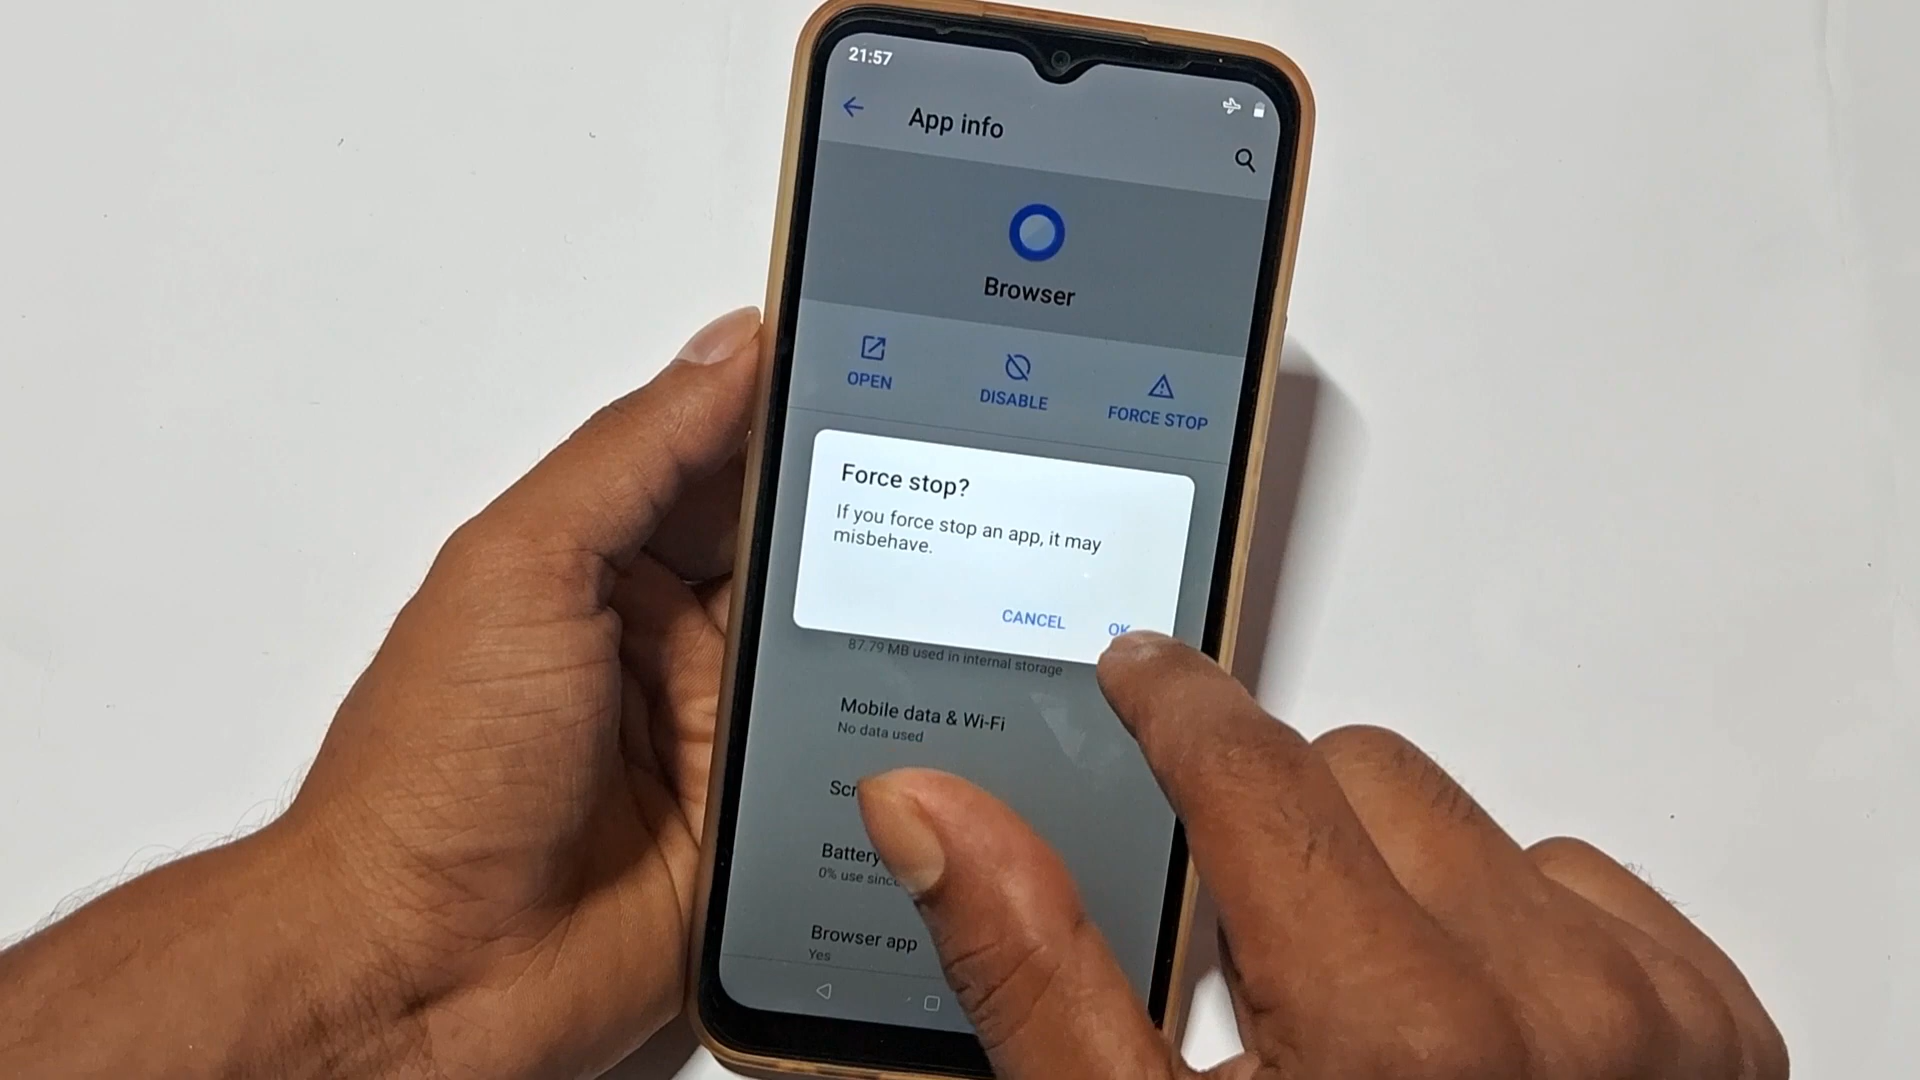 21:57
App info
Browser
OPEN
DISABLE
FORCE STOP
Force stop?
If you force stop an app, it may
misbehave.
CANCEL
OK
87.79 MB used in internal storage
Mobile data & Wi-Fi
No data used
Scr
Battery
0% use since
Browser app
Yes